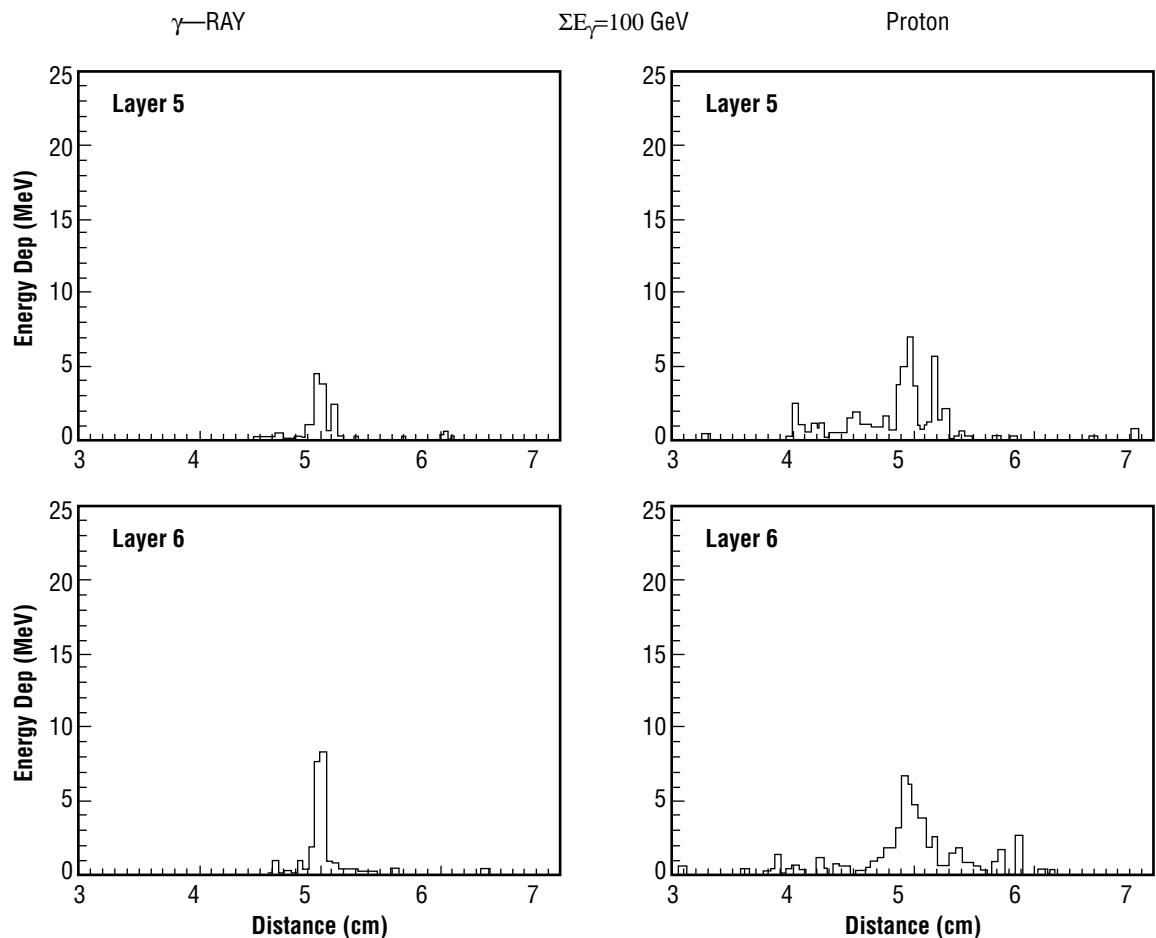 γ—RAY ΣEγ=100 GeV Proton
Layer 5 Layer 5
25 25
20 20
15 15
10 10
5 5
0 0
3 4 5 6 7 3 4 5 6 7
Energy Dep (MeV)
Layer 6 Layer 6
25 25
20 20
15 15
10 10
5 5
0 0
3 4 5 6 7 3 4 5 6 7
Energy Dep (MeV)
Distance (cm) Distance (cm)